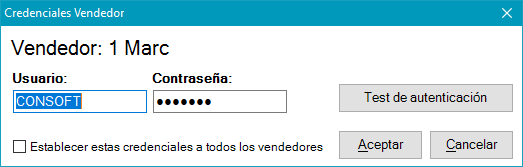 Credenciales Vendedor
Vendedor: 1 Marc
Usuario: Contraseña:
CONSOFT ●●●●●●● Test de autenticación
Establecer estas credenciales a todos los vendedores Aceptar Cancelar